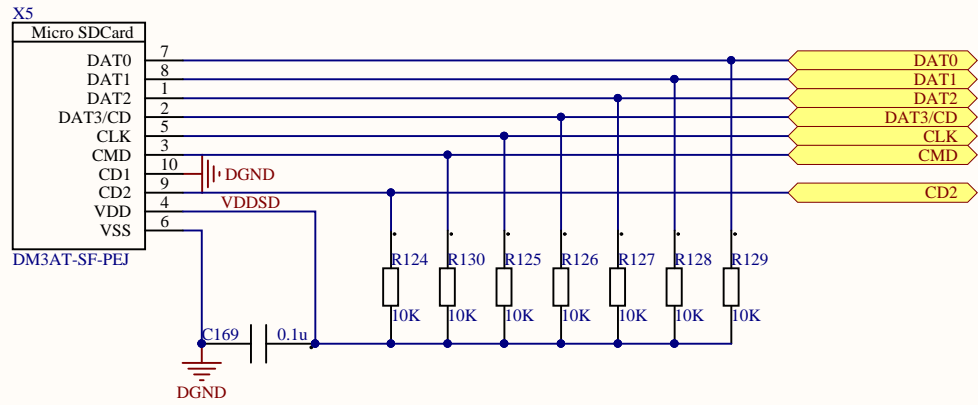 X5
Micro SDCard
DAT0 7 DAT0
DAT1 8 DAT1
DAT2 1 DAT2
DAT3/CD 2 DAT3/CD
CLK 5 CLK
CMD 3 CMD
CD1 10 DGND
CD2 9 CD2
VDD 4 VDDSD
VSS 6
DM3AT-SF-PEJ
R124 R130 R125 R126 R127 R128 R129
10K 10K 10K 10K 10K 10K 10K
C169 0.1u
DGND